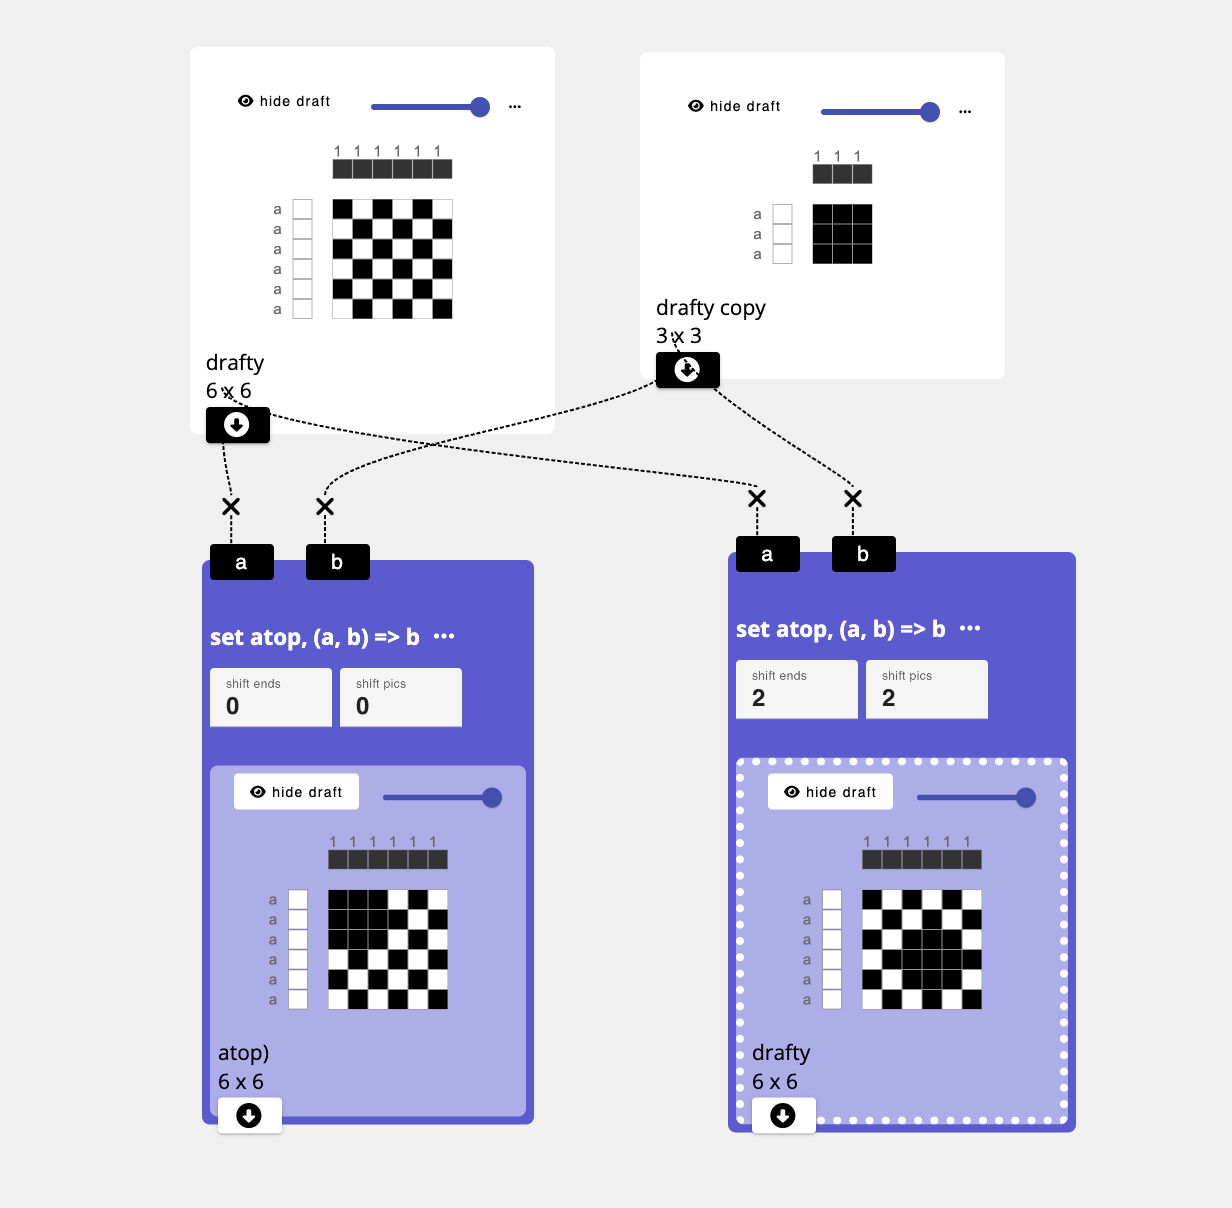 hide draft
...
1 1 1 1 1 1
a
a
a
a
a
a
drafty
6 x 6
hide draft
...
1 1 1
a
a
a
drafty copy
3 x 3
a
b
set atop, (a, b) => b ...
shift ends
0
shift pics
0
hide draft
1 1 1 1 1 1
a
a
a
a
a
a
atop)
6 x 6
a
b
set atop, (a, b) => b ...
shift ends
2
shift pics
2
hide draft
1 1 1 1 1 1
a
a
a
a
a
a
drafty
6 x 6